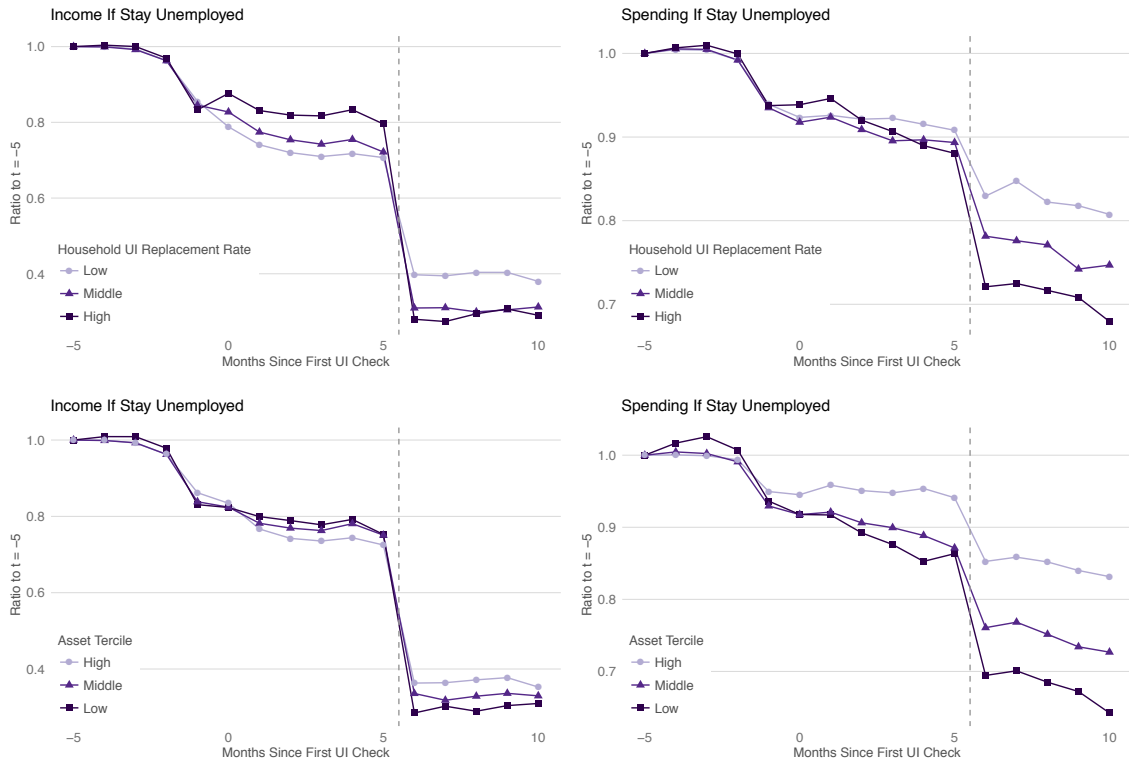 Income If Stay Unemployed
1.0
0.8
0.6
0.4
Ratio to t = −5
Household UI Replacement Rate
Low
Middle
High
−5 0 5 10
Months Since First UI Check
Spending If Stay Unemployed
1.0
0.9
0.8
0.7
Ratio to t = −5
Household UI Replacement Rate
Low
Middle
High
−5 0 5 10
Months Since First UI Check
Income If Stay Unemployed
1.0
0.8
0.6
0.4
Ratio to t = −5
Asset Tercile
High
Middle
Low
−5 0 5 10
Months Since First UI Check
Spending If Stay Unemployed
1.0
0.9
0.8
0.7
Ratio to t = −5
Asset Tercile
High
Middle
Low
−5 0 5 10
Months Since First UI Check